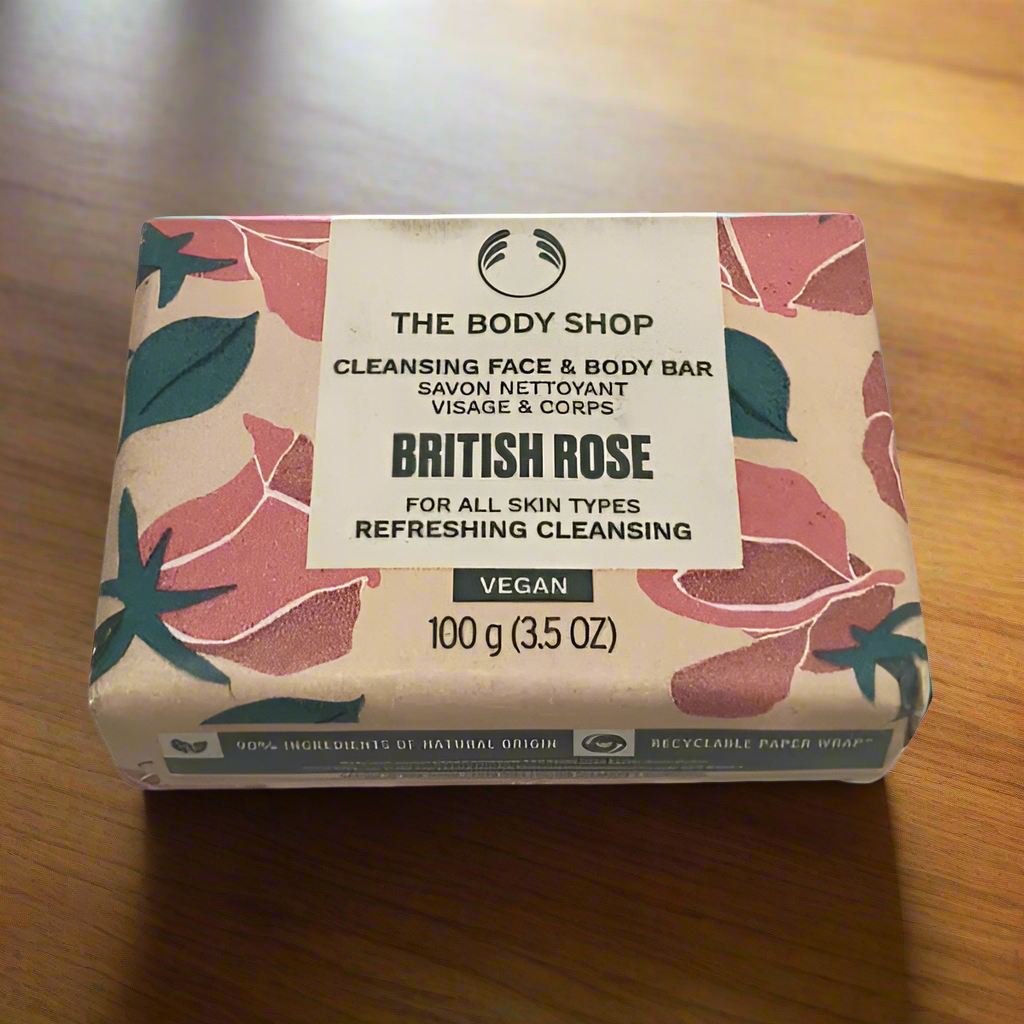 THE BODY SHOP
CLEANSING FACE & BODY BAR
SAVON NETTOYANT
VISAGE & CORPS
BRITISH ROSE
FOR ALL SKIN TYPES
REFRESHING CLEANSING
VEGAN
100 g (3.5 OZ)
90% INGREDIENTS OF NATURAL ORIGIN
RECYCLABLE PAPER WRAP*